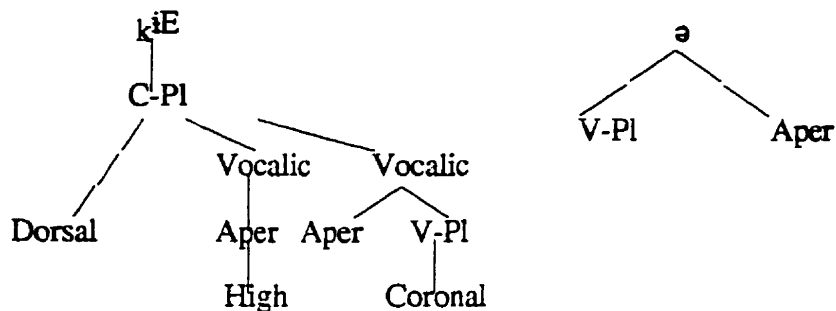 kⁱᴱ ə
C-Pl
V-Pl Aper
Vocalic Vocalic
Dorsal Aper Aper V-Pl
High Coronal